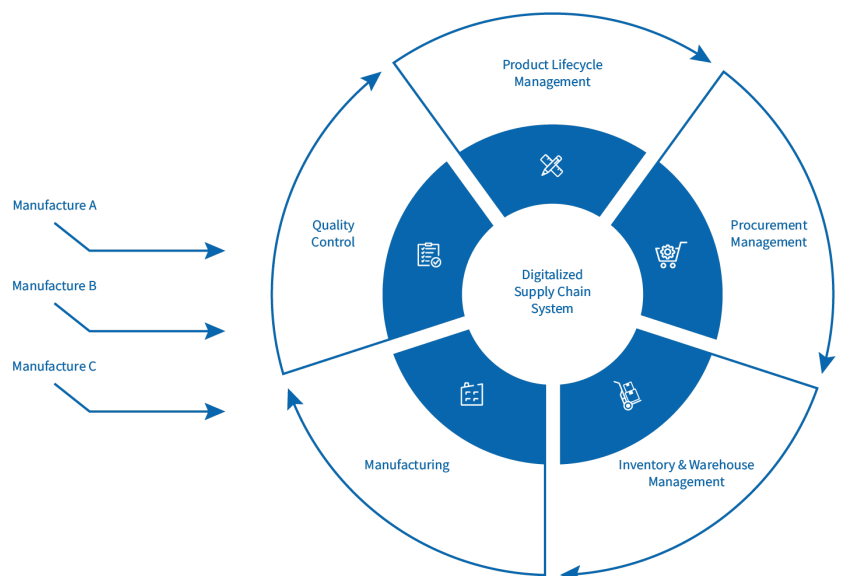 Product Lifecycle
Management
Manufacture A
Quality
Control
Procurement
Management
Manufacture B
Digitalized
Supply Chain
System
Manufacture C
Manufacturing
Inventory & Warehouse
Management